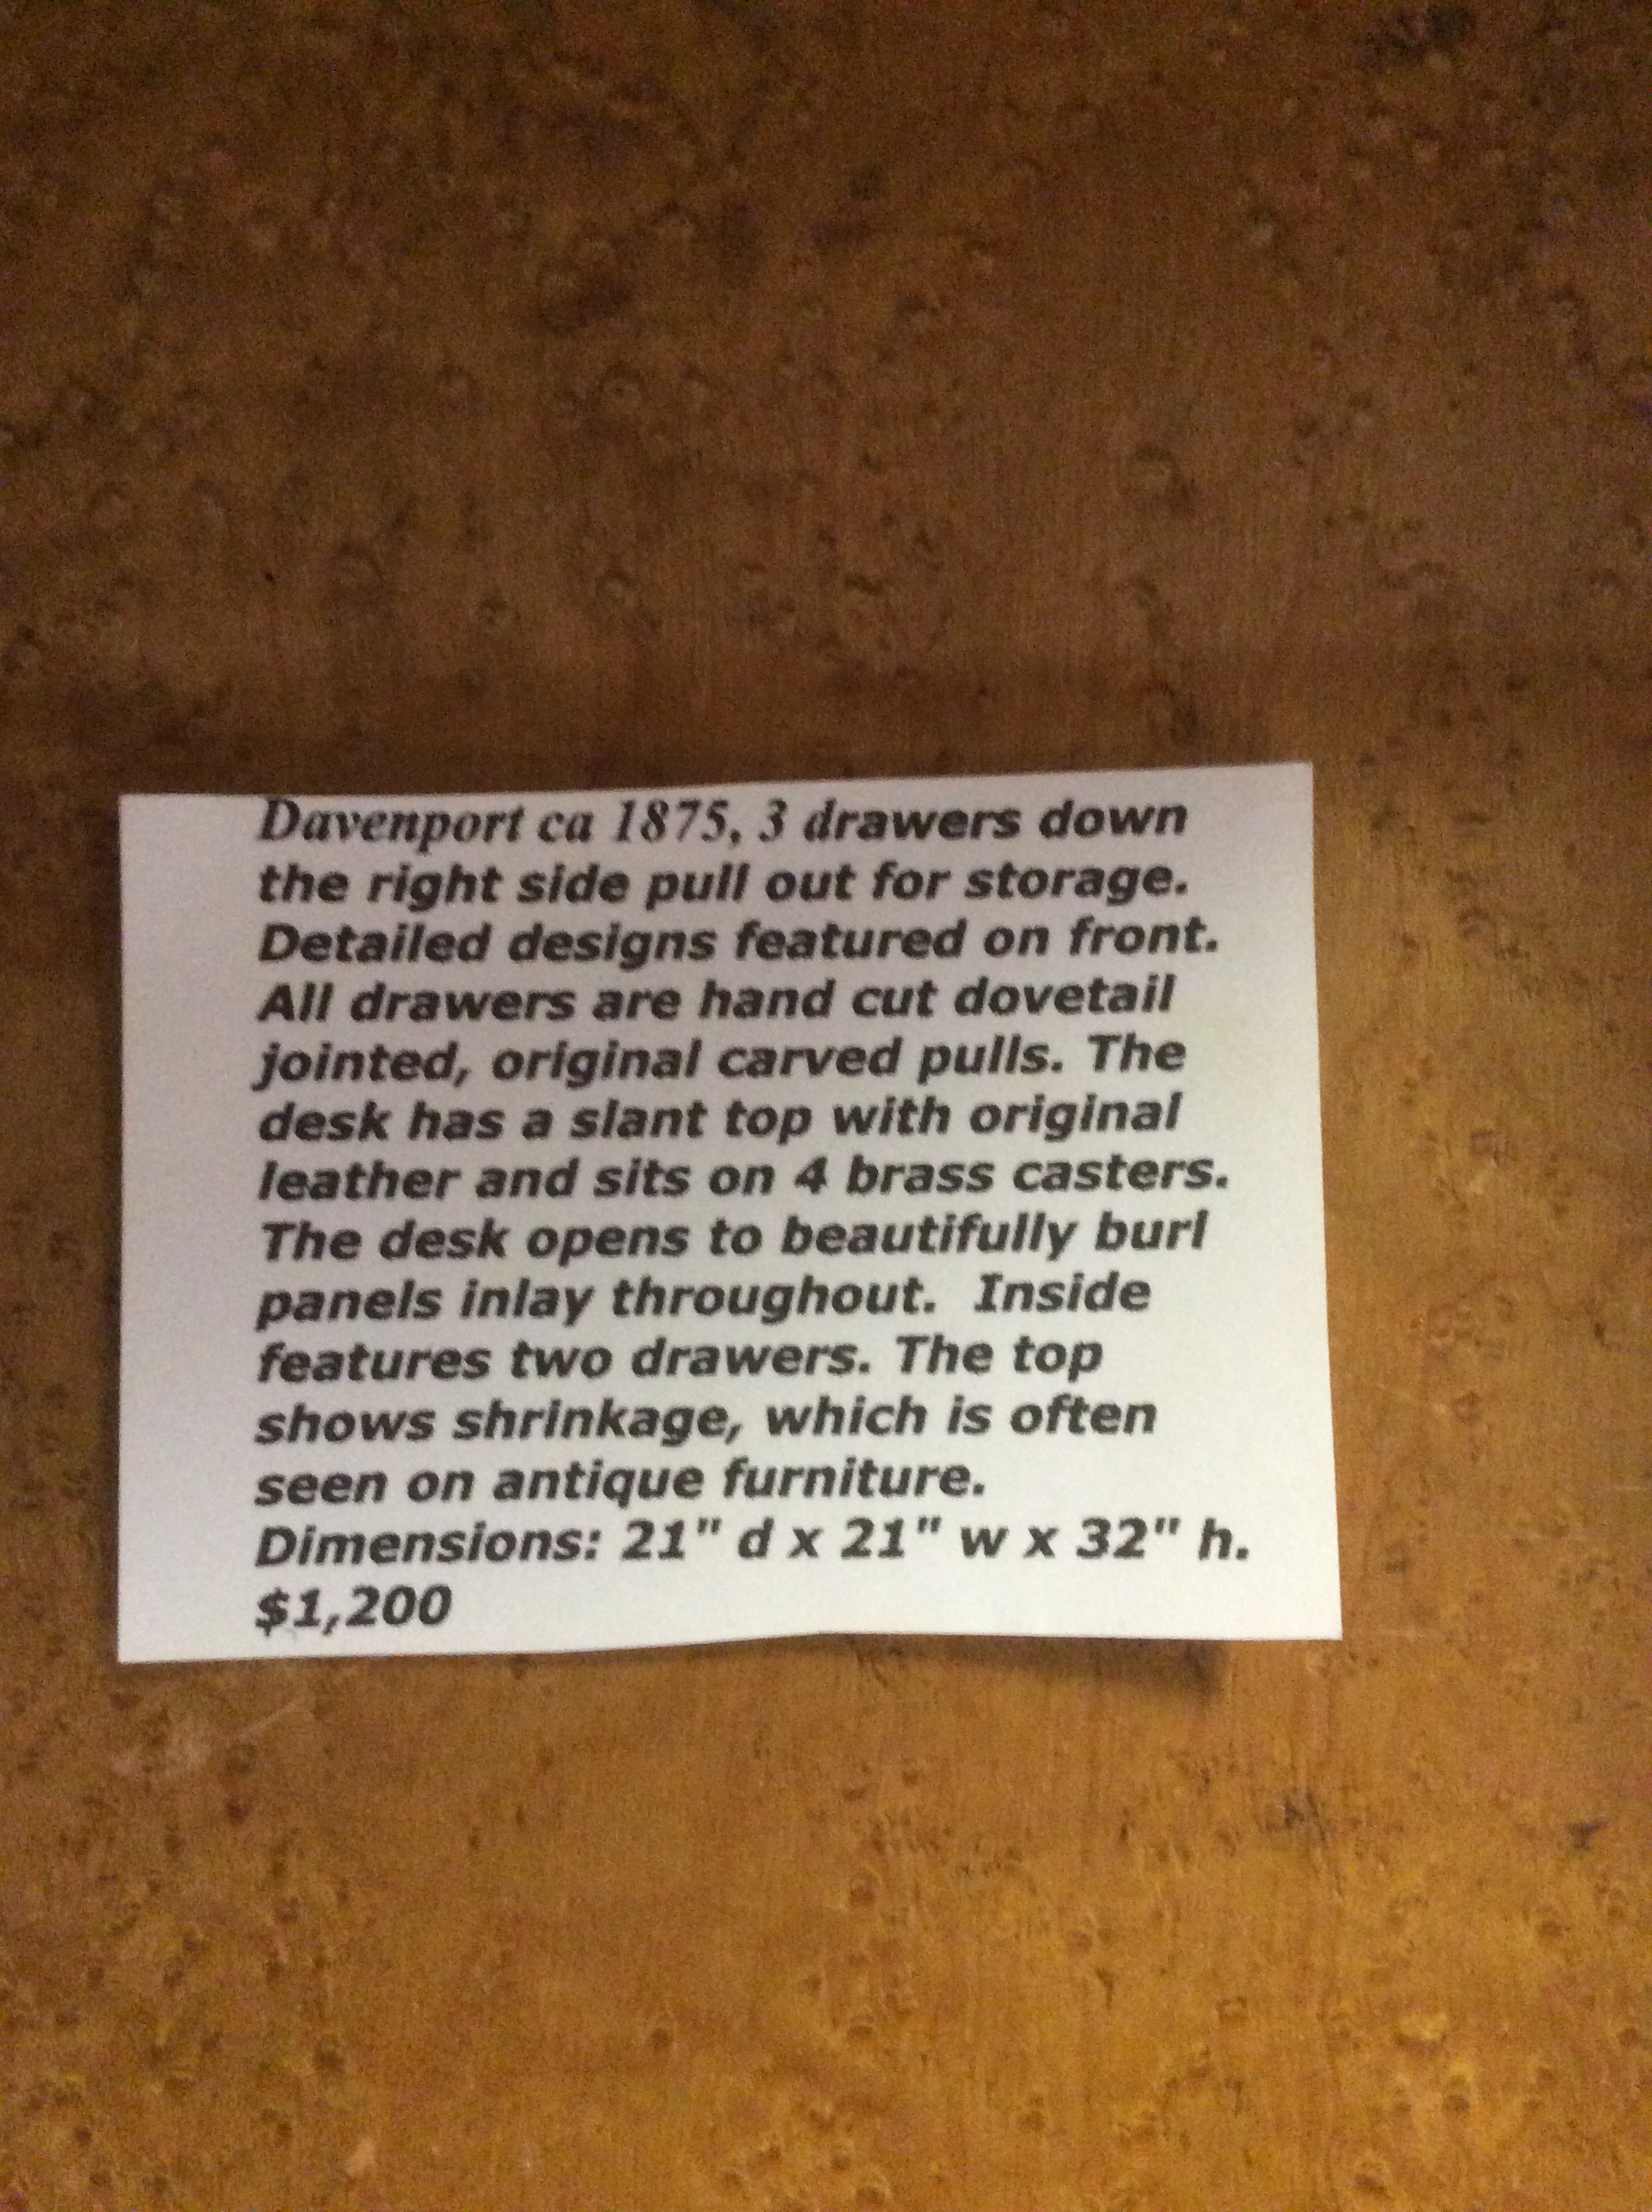 Davenport ca 1875, 3 drawers down
the right side pull out for storage.
Detailed designs featured on front.
All drawers are hand cut dovetail
jointed, original carved pulls. The
desk has a slant top with original
leather and sits on 4 brass casters.
The desk opens to beautifully burl
panels inlay throughout.  Inside
features two drawers. The top
shows shrinkage, which is often
seen on antique furniture.
Dimensions: 21" d x 21" w x 32" h.
$1,200